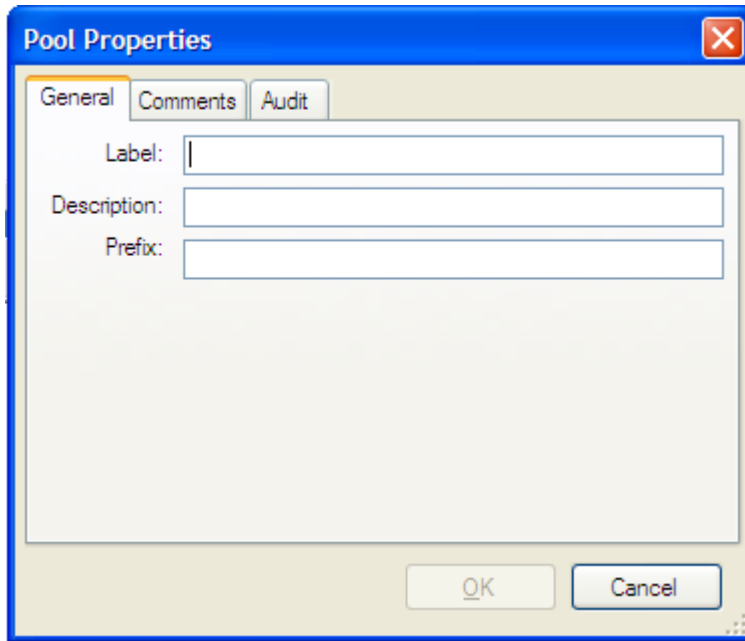 Pool Properties
General Comments Audit
Label:
Description:
Prefix:
OK Cancel